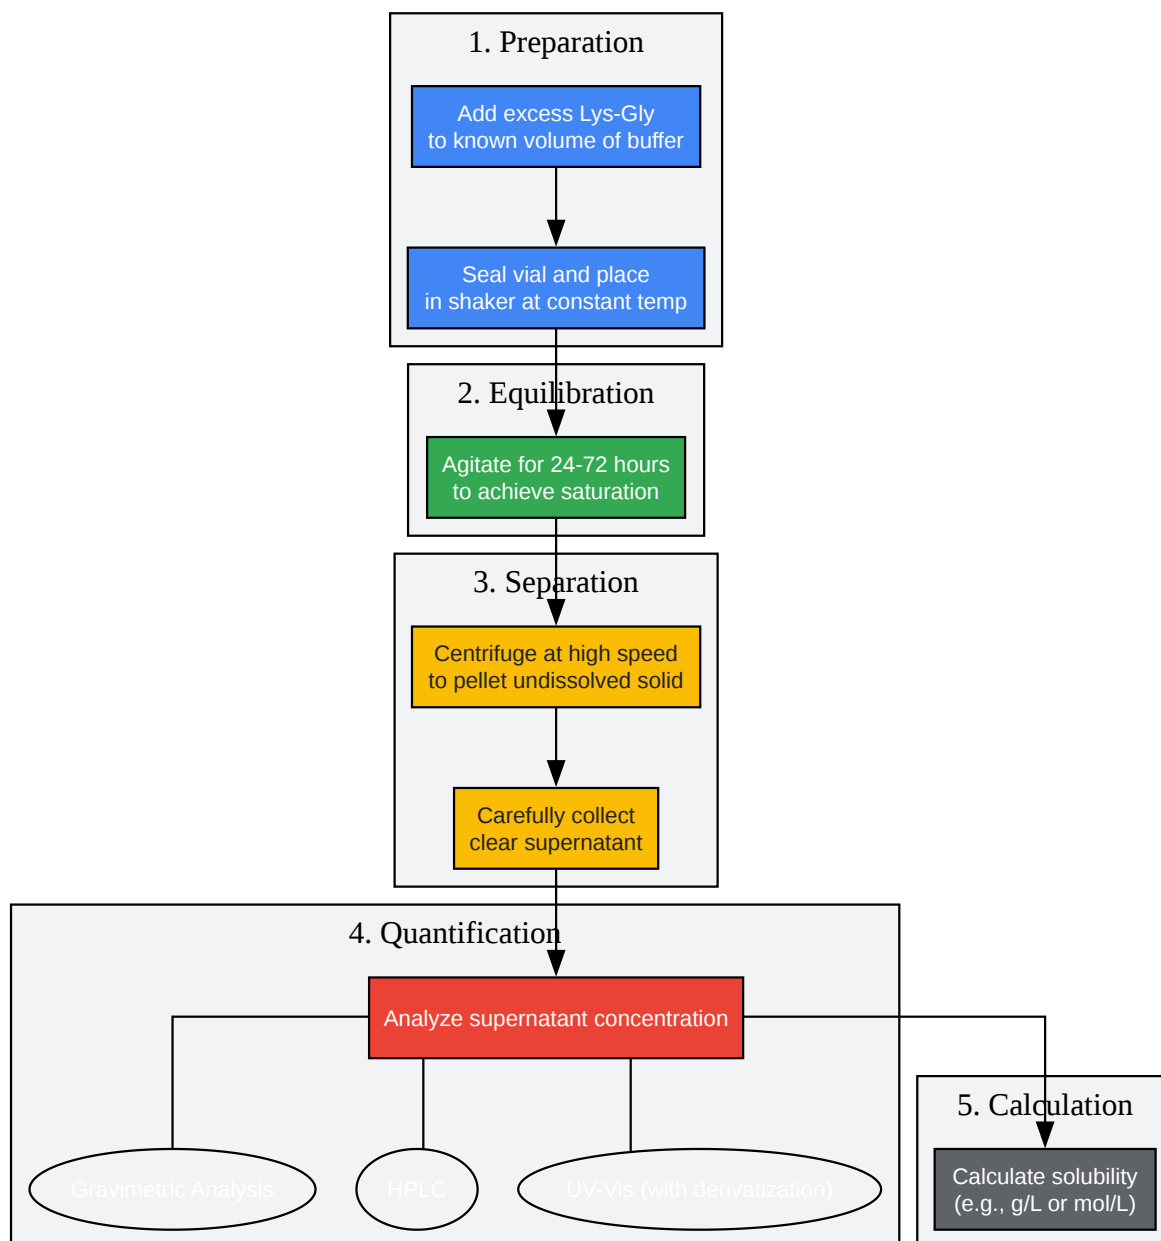 1. Preparation
Add excess Lys-Gly
to known volume of buffer
Seal vial and place
in shaker at constant temp
2. Equilibration
Agitate for 24-72 hours
to achieve saturation
3. Separation
Centrifuge at high speed
to pellet undissolved solid
Carefully collect
clear supernatant
4. Quantification
Analyze supernatant concentration
Gravimetric Analysis
HPLC
UV-Vis (with derivatization)
5. Calculation
Calculate solubility
(e.g., g/L or mol/L)